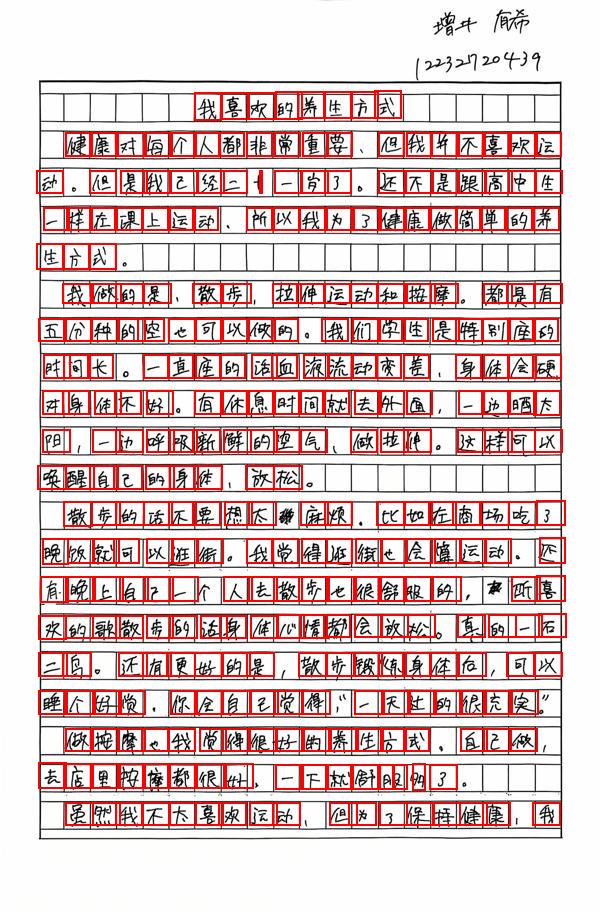 增井 有希
12232720439
我喜欢的养生方式
健康对每个人都非常重要、但我并不喜欢运
动。但是我已经二十一岁了。还不是跟高中生
一样在课上运动、所以我为了健康做简单的养
生方式。
我做的是、散步，拉伸运动和按摩。都是有
五分钟的空也可以做的。我们学生是特别座的
时间长。一直座的话血液流动变差，身体会硬
对身体不好。有休息时间就去外面，一边晒太
阳，一边呼吸新鲜的空气、做拉伸。这样可以
唤醒自己的身体，放松。
散步的话不要想太麻烦。比如在商场吃了
晚饭就可以逛街。我觉得逛街也会算运动。还
有晚上自己一个人去散步也很舒服的，听喜
欢的歌散步的话身体心情都会放松。真的一石
二鸟。还有更好的是，散步锻炼身体后，可以
睡个好觉，你会自己觉得，“一天过的很充实。”
做按摩也我觉得很好的养生方式。自己做，
去店里按摩都很好，一下就舒服的了。
虽然我不太喜欢运动，但为了保持健康，我